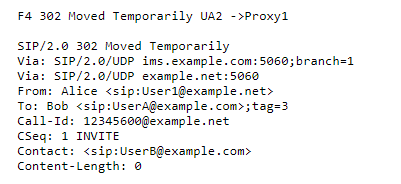 F4 302 Moved Temporarily UA2 ->Proxy1
SIP/2.0 302 Moved Temporarily
Via: SIP/2.0/UDP ims.example.com:5060;branch=1
Via: SIP/2.0/UDP example.net:5060
From: Alice <sip:User1@example.net>
To: Bob <sip:UserA@example.com>;tag=3
Call-Id: 12345600@example.net
CSeq: 1 INVITE
Contact: <sip:UserB@example.com>
Content-Length: 0